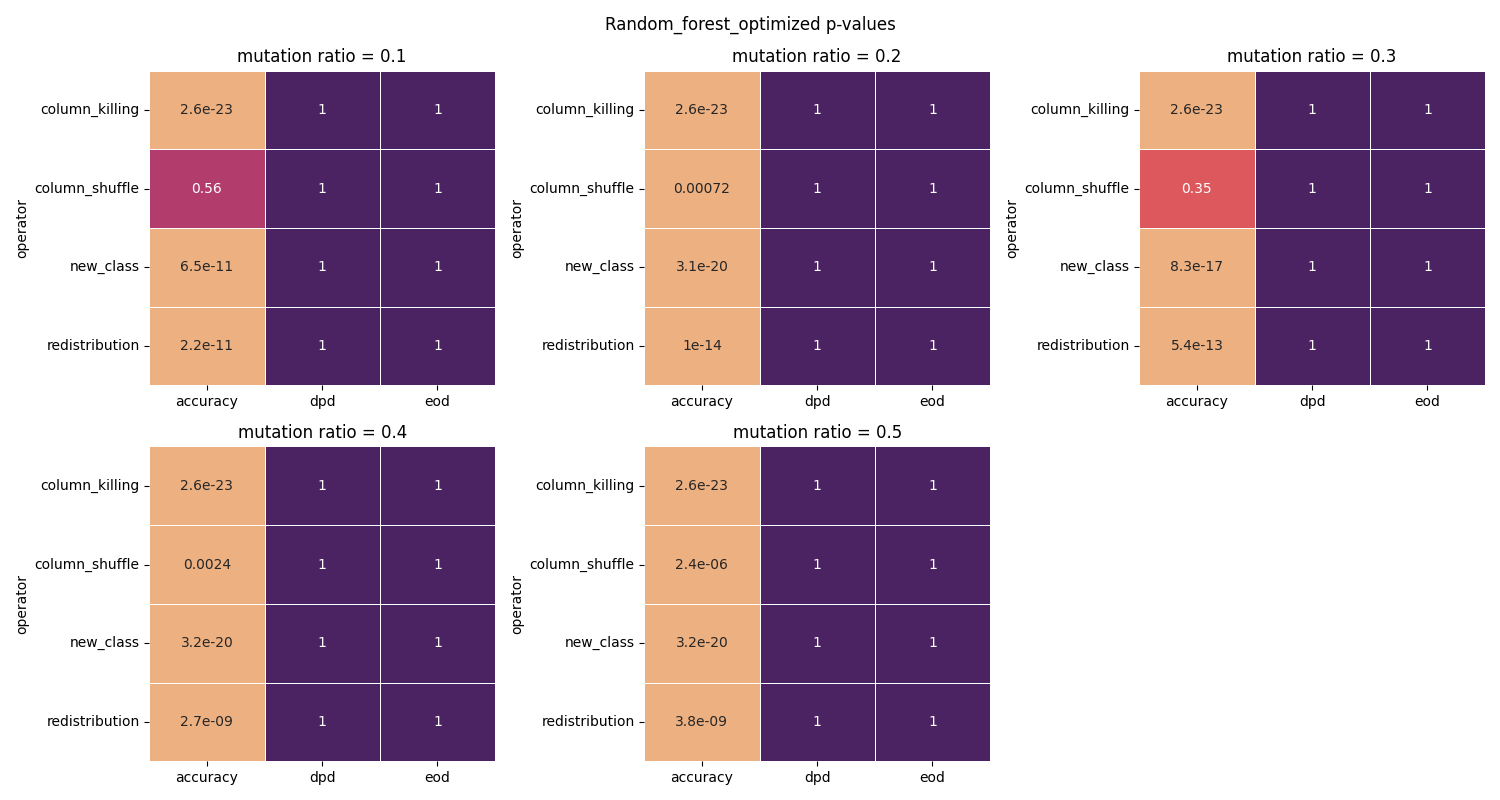 Random_forest_optimized p-values
mutation ratio = 0.1
operator
column_killing 2.6e-23 1 1
column_shuffle 0.56 1 1
new_class 6.5e-11 1 1
redistribution 2.2e-11 1 1
accuracy dpd eod
mutation ratio = 0.2
operator
column_killing 2.6e-23 1 1
column_shuffle 0.00072 1 1
new_class 3.1e-20 1 1
redistribution 1e-14 1 1
accuracy dpd eod
mutation ratio = 0.3
operator
column_killing 2.6e-23 1 1
column_shuffle 0.35 1 1
new_class 8.3e-17 1 1
redistribution 5.4e-13 1 1
accuracy dpd eod
mutation ratio = 0.4
operator
column_killing 2.6e-23 1 1
column_shuffle 0.0024 1 1
new_class 3.2e-20 1 1
redistribution 2.7e-09 1 1
accuracy dpd eod
mutation ratio = 0.5
operator
column_killing 2.6e-23 1 1
column_shuffle 2.4e-06 1 1
new_class 3.2e-20 1 1
redistribution 3.8e-09 1 1
accuracy dpd eod